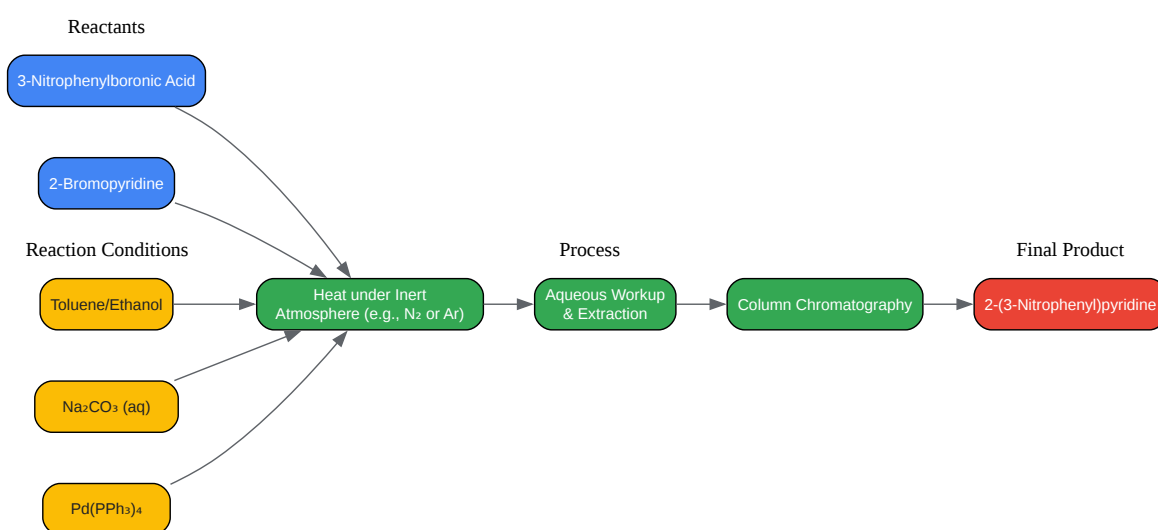 Reactants
3-Nitrophenylboronic Acid
2-Bromopyridine
Reaction Conditions
Process
Final Product
Toluene/Ethanol
Heat under Inert
Atmosphere (e.g., N₂ or Ar)
Aqueous Workup
& Extraction
Column Chromatography
2-(3-Nitrophenyl)pyridine
Na₂CO₃ (aq)
Pd(PPh₃)₄